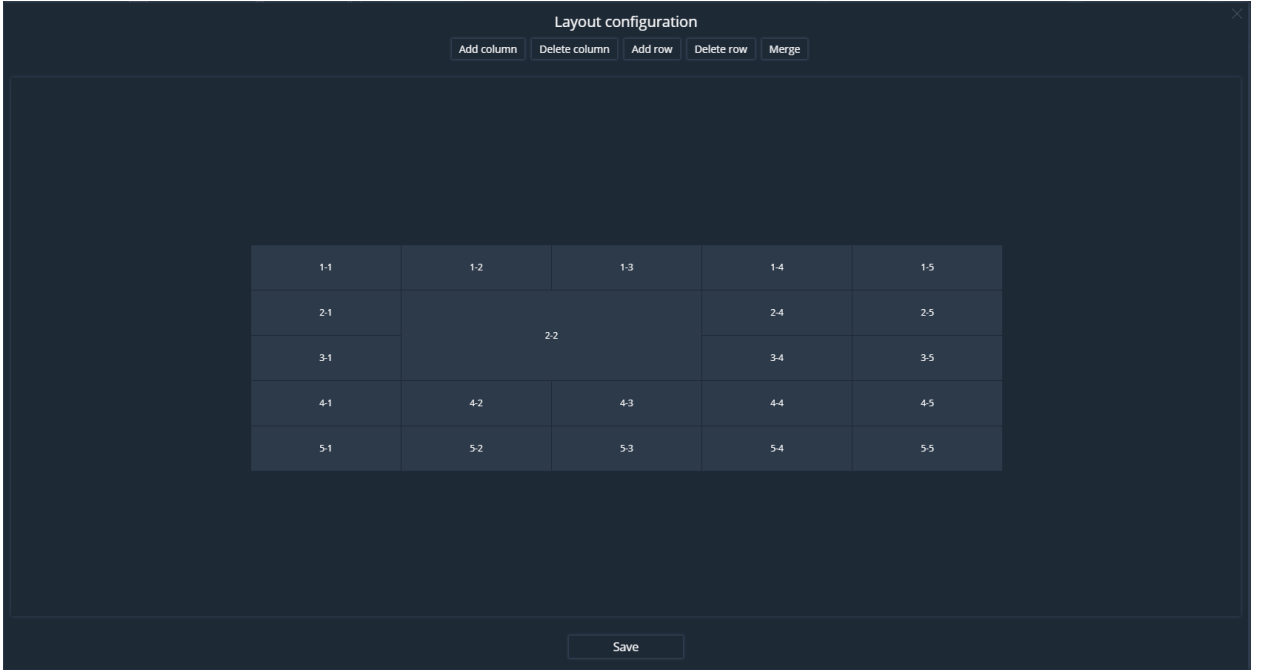 Layout configuration
Add column Delete column Add row Delete row Merge
1-1 1-2 1-3 1-4 1-5
2-1 2-4 2-5
2-2
3-1 3-4 3-5
4-1 4-2 4-3 4-4 4-5
5-1 5-2 5-3 5-4 5-5
Save